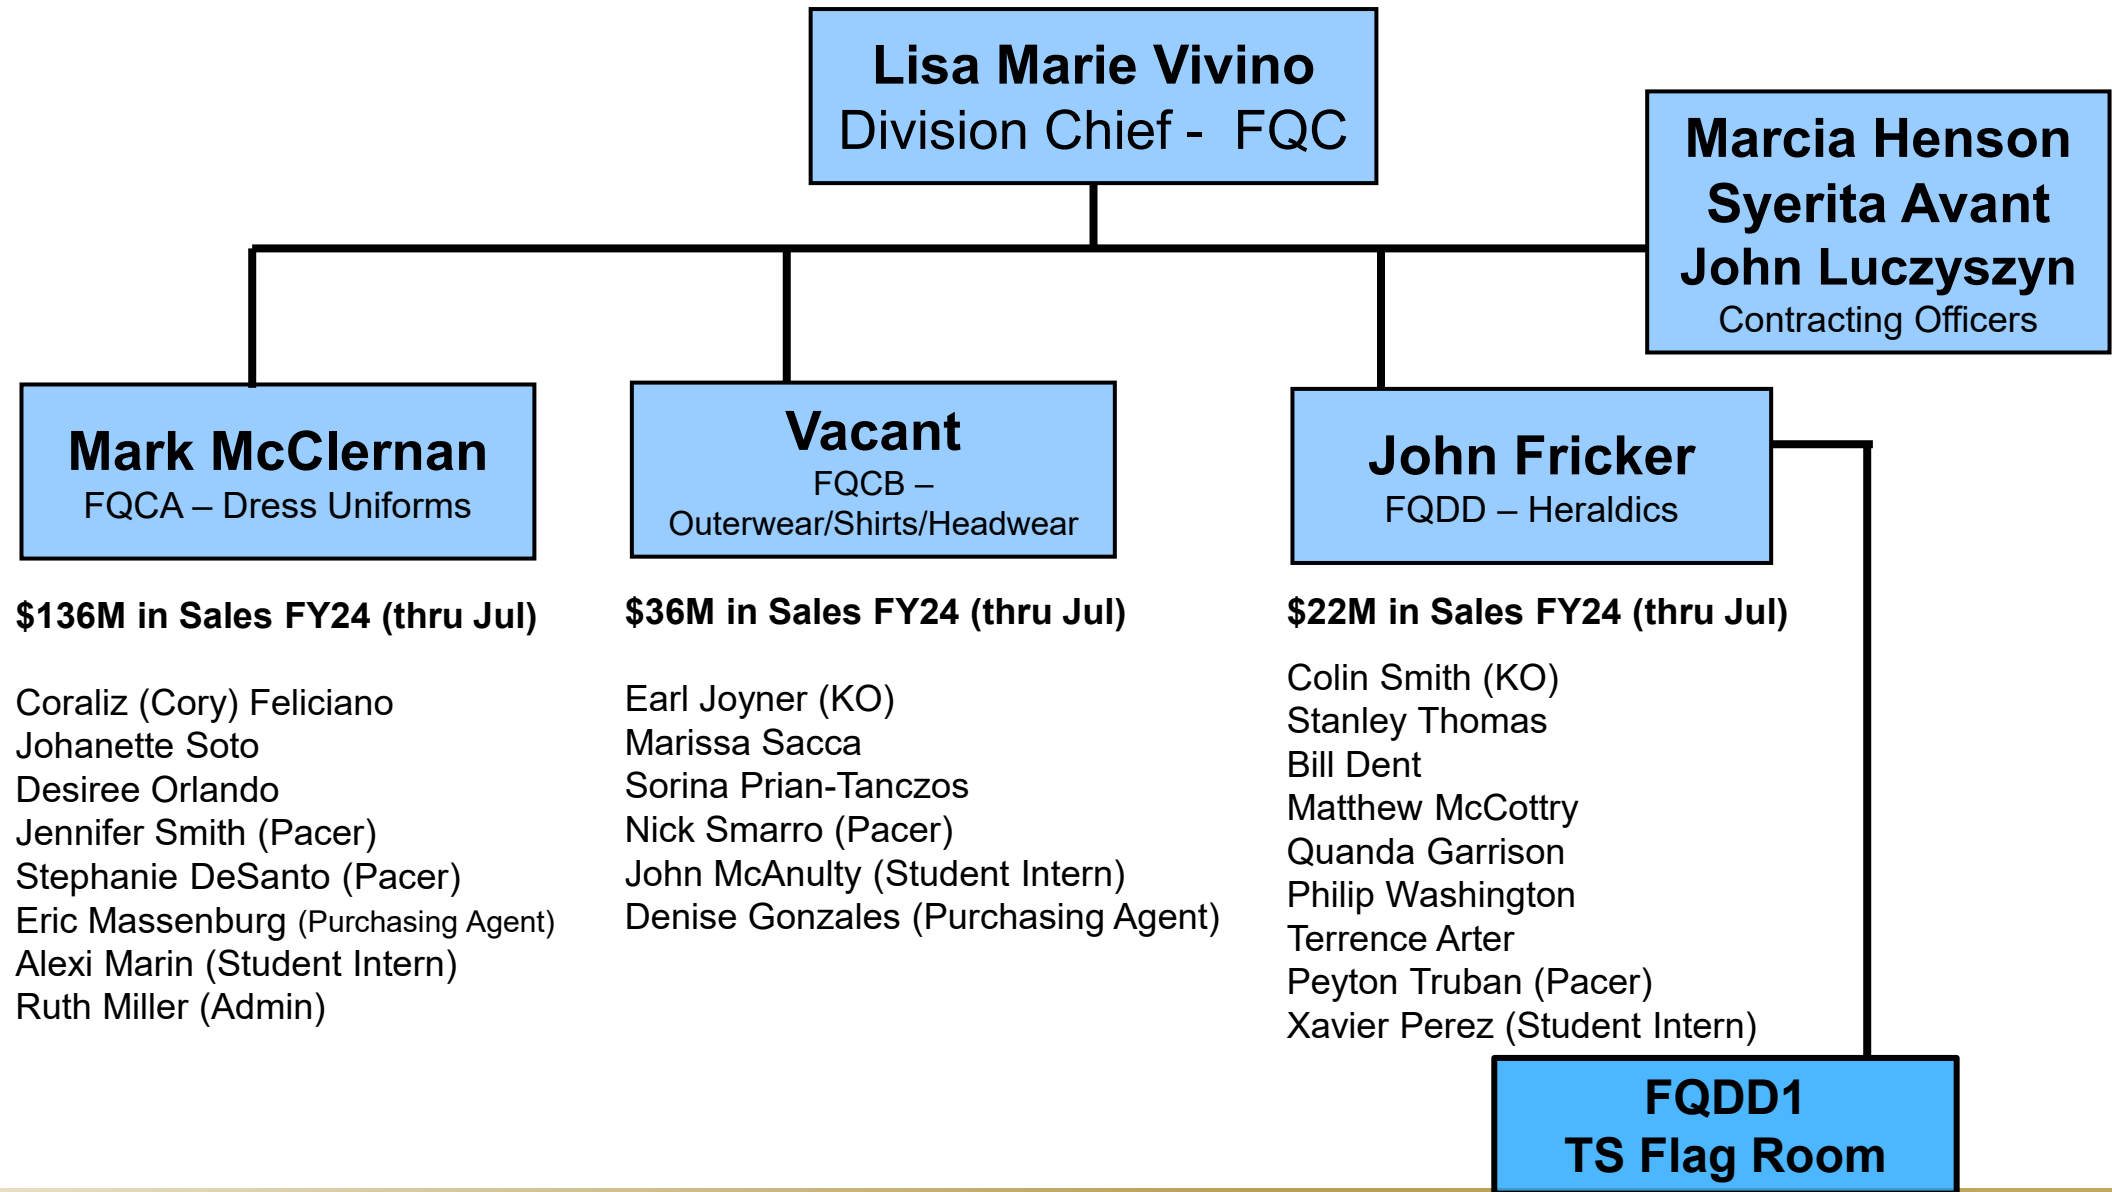 Lisa Marie Vivino
Division Chief - FQC
Marcia Henson
Syerita Avant
John Luczyszyn
Contracting Officers
Mark McClernan
FQCA – Dress Uniforms
Vacant
FQCB –
Outerwear/Shirts/Headwear
John Fricker
FQDD – Heraldics
$136M in Sales FY24 (thru Jul)
Coraliz (Cory) Feliciano
Johanette Soto
Desiree Orlando
Jennifer Smith (Pacer)
Stephanie DeSanto (Pacer)
Eric Massenburg (Purchasing Agent)
Alexi Marin (Student Intern)
Ruth Miller (Admin)
$36M in Sales FY24 (thru Jul)
Earl Joyner (KO)
Marissa Sacca
Sorina Prian-Tanczos
Nick Smarro (Pacer)
John McAnulty (Student Intern)
Denise Gonzales (Purchasing Agent)
$22M in Sales FY24 (thru Jul)
Colin Smith (KO)
Stanley Thomas
Bill Dent
Matthew McCottry
Quanda Garrison
Philip Washington
Terrence Arter
Peyton Truban (Pacer)
Xavier Perez (Student Intern)
FQDD1
TS Flag Room